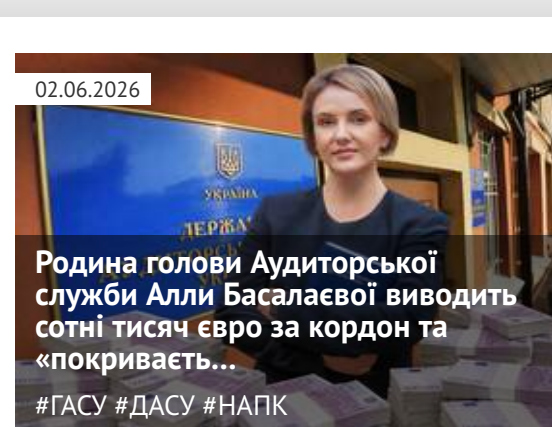 02.06.2026
УКРАЇНА
Родина голови Аудиторської
служби Алли Басалаєвої виводить
сотні тисяч євро за кордон та
«покриваєть...
#ГАСУ #ДАСУ #НАПК